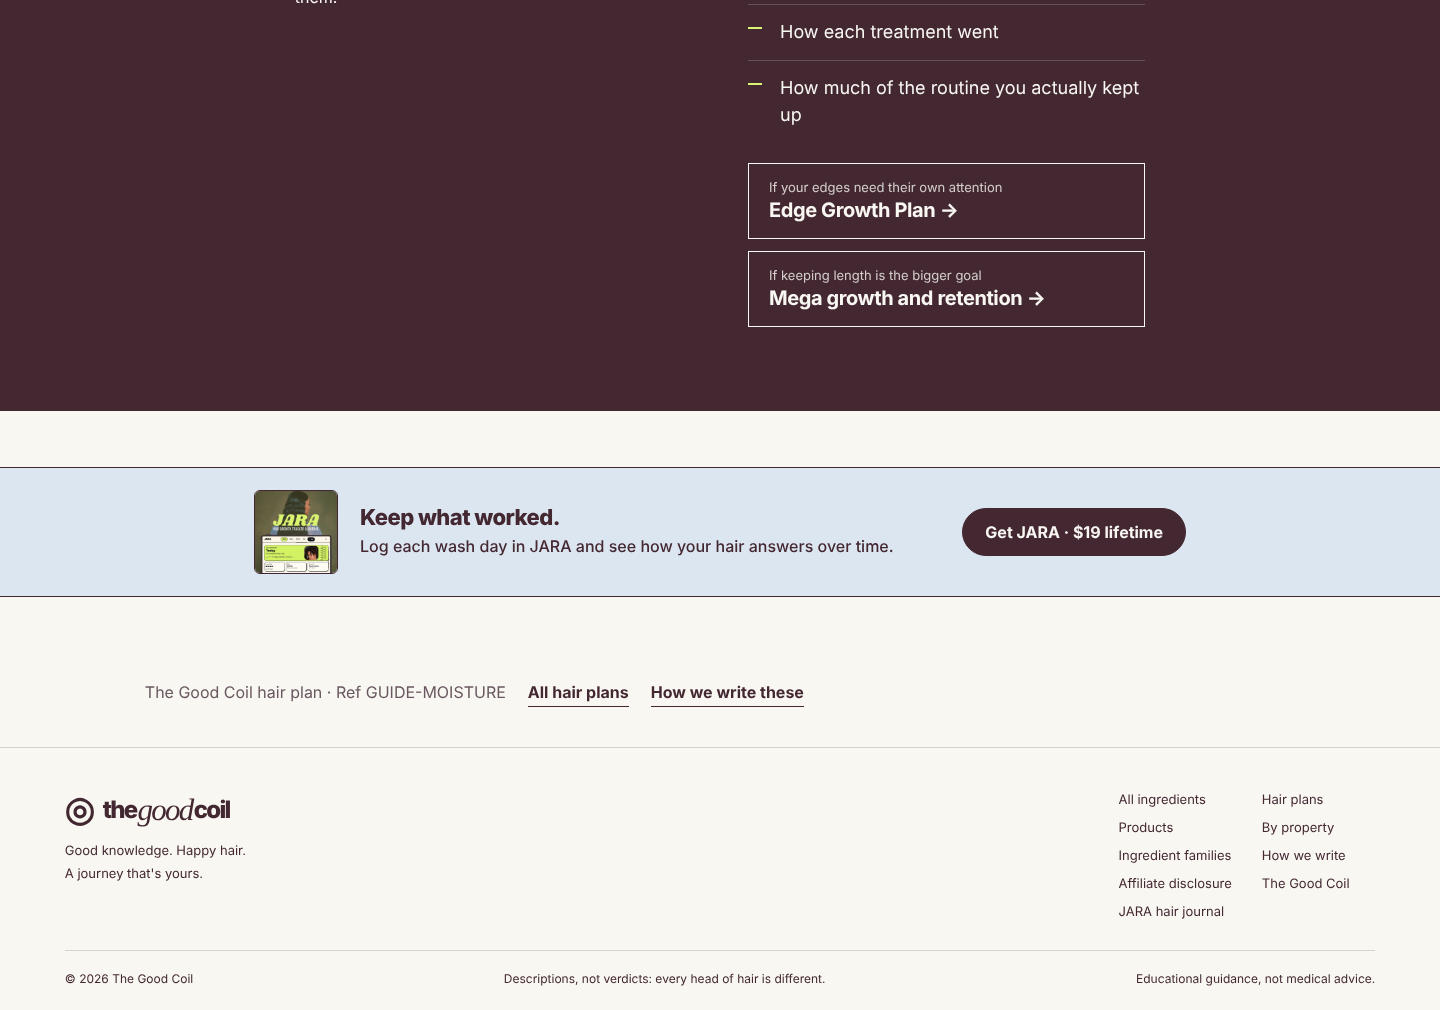 them.
How each treatment went
How much of the routine you actually kept
up
If your edges need their own attention
Edge Growth Plan →
If keeping length is the bigger goal
Mega growth and retention →
JARA
Keep what worked.
Log each wash day in JARA and see how your hair answers over time.
Get JARA · $19 lifetime
The Good Coil hair plan · Ref GUIDE-MOISTURE
All hair plans
How we write these
thegoodcoil
Good knowledge. Happy hair.
A journey that's yours.
All ingredients
Products
Ingredient families
Affiliate disclosure
JARA hair journal
Hair plans
By property
How we write
The Good Coil
© 2026 The Good Coil
Descriptions, not verdicts: every head of hair is different.
Educational guidance, not medical advice.